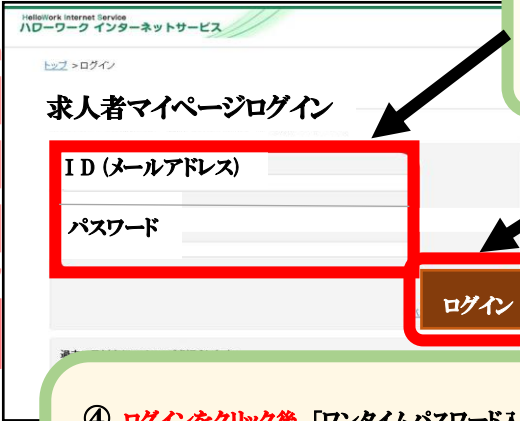 HelloWork Internet Service
ハローワーク インターネットサービス
トップ >ログイン
求人者マイページログイン
ID (メールアドレス)
パスワード
ログイン
④ ログインをクリック後 「ワンタイムパスワード入